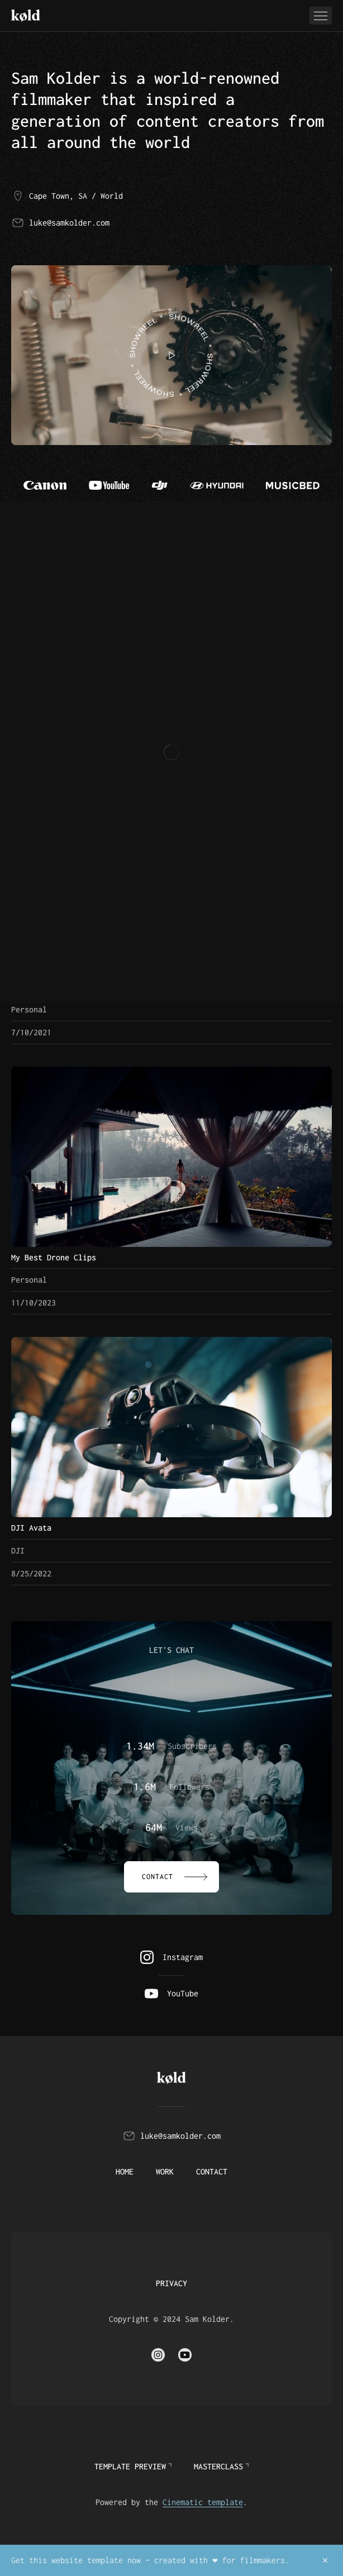 køld
Sam Kolder is a world-renowned
filmmaker that inspired a
generation of content creators from
all around the world
Cape Town, SA / World
luke@samkolder.com
SHOWREEL • SHOWREEL • SHOWREEL • SHOWREEL •
Canon YouTube dji HYUNDAI MUSICBED
Personal
7/10/2021
My Best Drone Clips
Personal
11/10/2023
DJI Avata
DJI
8/25/2022
LET'S CHAT
1.34M Subscribers
1.6M Followers
64M Views
CONTACT
Instagram
YouTube
køld
luke@samkolder.com
HOME WORK CONTACT
PRIVACY
Copyright © 2024 Sam Kolder.
TEMPLATE PREVIEW MASTERCLASS
Powered by the Cinematic template.
Get this website template now – created with ❤ for filmmakers. ×